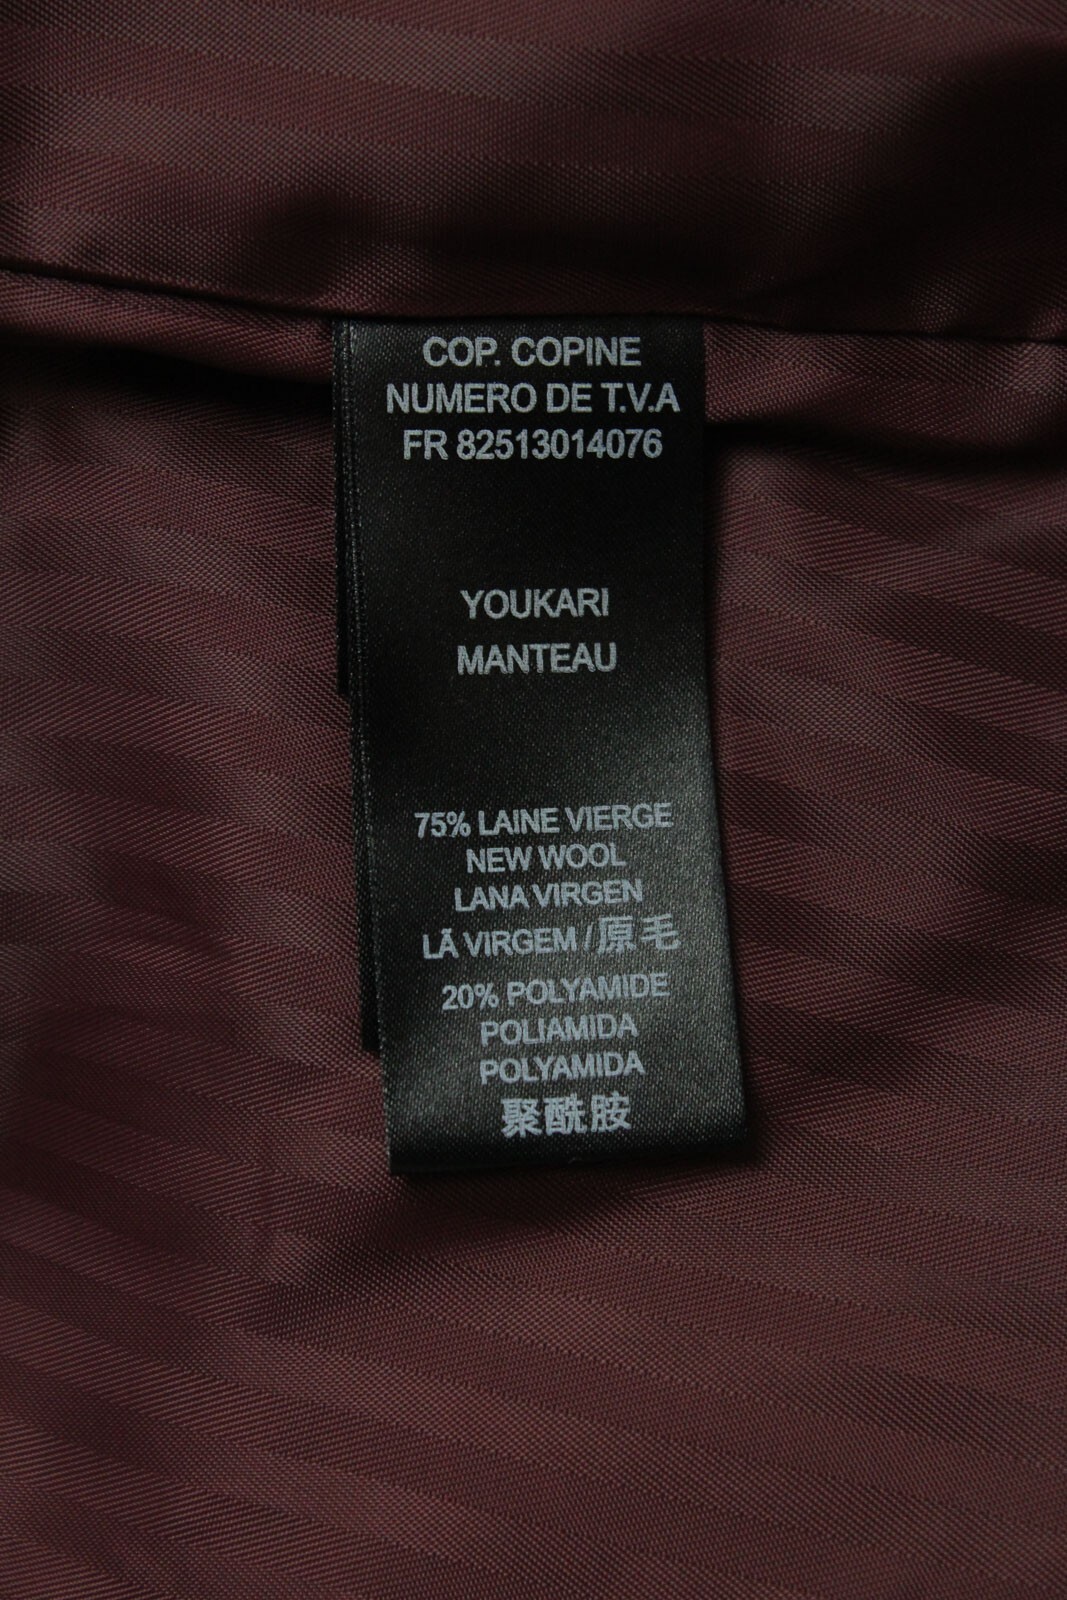 COP. COPINE
NUMERO DE T.V.A
FR 82513014076
YOUKARI
MANTEAU
75% LAINE VIERGE
NEW WOOL
LANA VIRGEN
LÃ VIRGEM / 原毛
20% POLYAMIDE
POLIAMIDA
POLYAMIDA
聚酰胺